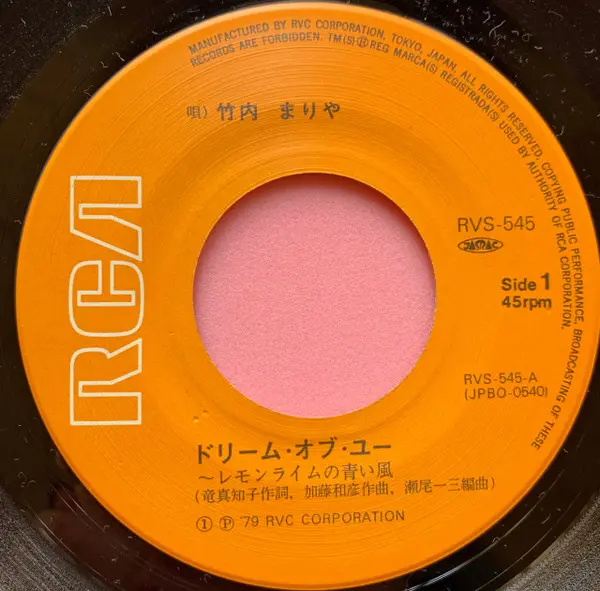 MANUFACTURED BY RVC CORPORATION, TOKYO, JAPAN. ALL RIGHTS RESERVED. COPYING PUBLIC PERFORMANCE, BROADCASTING OF THESE
RECORDS ARE FORBIDDEN. TM(S)® REG MARCA(S) REGISTRADA(S) USED BY AUTHORITY OF RCA CORPORATION.
唄)竹内 まりや
RCA
RVS-545
JASRAC
Side 1
45rpm
RVS-545-A
(JPBO-0540)
ドリーム・オブ・ユー
〜レモンライムの青い風
(竜真知子作詞, 加藤和彦作曲, 瀬尾一三編曲)
① Ⓟ '79 RVC CORPORATION